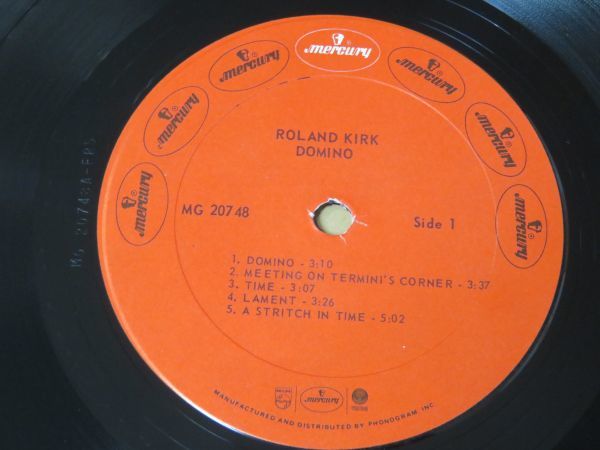 mercury
mercury
mercury
mercury
mercury
mercury
mercury
ROLAND KIRK
DOMINO
MG 20748
Side 1
1. DOMINO - 3:10
2. MEETING ON TERMINI'S CORNER - 3:37
3. TIME - 3:07
4. LAMENT - 3:26
5. A STRITCH IN TIME - 5:02
mercury
MANUFACTURED AND DISTRIBUTED BY PHONOGRAM, INC.